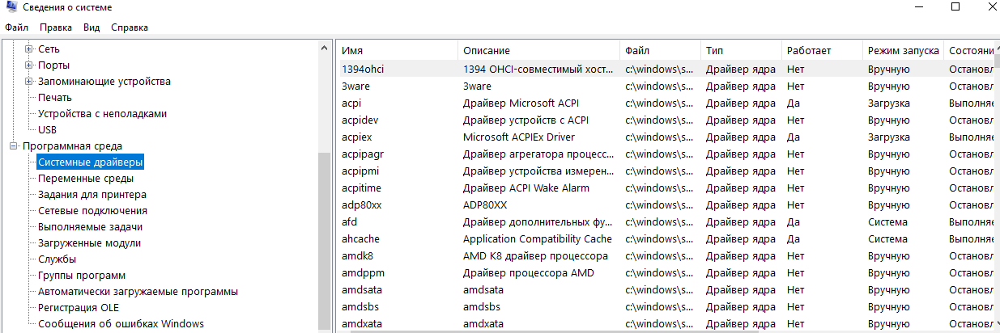 Сведения о системе
Файл Правка Вид Справка
Сеть
Порты
Запоминающие устройства
Печать
Устройства с неполадками
USB
Программная среда
Системные драйверы
Переменные среды
Задания для принтера
Сетевые подключения
Выполняемые задачи
Загруженные модули
Службы
Группы программ
Автоматически загружаемые программы
Регистрация OLE
Сообщения об ошибках Windows
Имя Описание Файл Тип Работает Режим запуска Состояни
1394ohci 1394 OHCI-совместимый хост... c:\windows\s... Драйвер ядра Нет Вручную Остановл
3ware 3ware c:\windows\s... Драйвер ядра Нет Вручную Остановл
acpi Драйвер Microsoft ACPI c:\windows\s... Драйвер ядра Да Загрузка Выполняе
acpidev Драйвер устройств с ACPI c:\windows\s... Драйвер ядра Нет Вручную Остановл
acpiex Microsoft ACPIEx Driver c:\windows\s... Драйвер ядра Да Загрузка Выполняе
acpipagr Драйвер агрегатора процесс... c:\windows\s... Драйвер ядра Нет Вручную Остановл
acpipmi Драйвер устройства измерен... c:\windows\s... Драйвер ядра Нет Вручную Остановл
acpitime Драйвер ACPI Wake Alarm c:\windows\s... Драйвер ядра Нет Вручную Остановл
adp80xx ADP80XX c:\windows\s... Драйвер ядра Нет Вручную Остановл
afd Драйвер дополнительных фу... c:\windows\s... Драйвер ядра Да Система Выполняе
ahcache Application Compatibility Cache c:\windows\s... Драйвер ядра Да Система Выполняе
amdk8 AMD K8 драйвер процессора c:\windows\s... Драйвер ядра Нет Вручную Остановл
amdppm Драйвер процессора AMD c:\windows\s... Драйвер ядра Нет Вручную Остановл
amdsata amdsata c:\windows\s... Драйвер ядра Нет Вручную Остановл
amdsbs amdsbs c:\windows\s... Драйвер ядра Нет Вручную Остановл
amdxata amdxata c:\windows\s... Драйвер ядра Нет Вручную Остановл